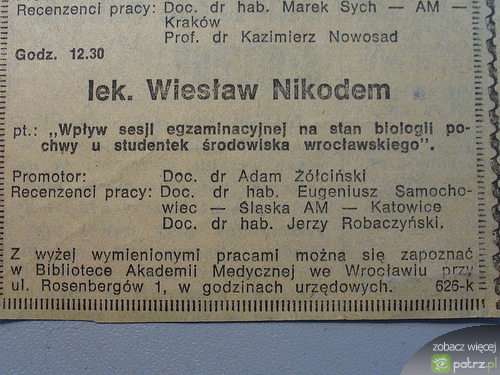 Recenzenci pracy: Doc. dr hab. Marek Sych — AM —
Kraków
Prof. dr Kazimierz Nowosad
Godz. 12.30
lek. Wiesław Nikodem
pt.: „Wpływ sesji egzaminacyjnej na stan biologii po-
chwy u studentek środowiska wrocławskiego".
Promotor: Doc. dr Adam Żółciński
Recenzenci pracy: Doc. dr hab. Eugeniusz Samocho-
wiec — Śląska AM — Katowice
Doc. dr hab. Jerzy Robaczyński.
Z wyżej wymienionymi pracami można się zapoznać
w Bibliotece Akademii Medycznej we Wrocławiu przy
ul. Rosenbergów 1, w godzinach urzędowych. 626-k
zobacz więcej
patrz.pl